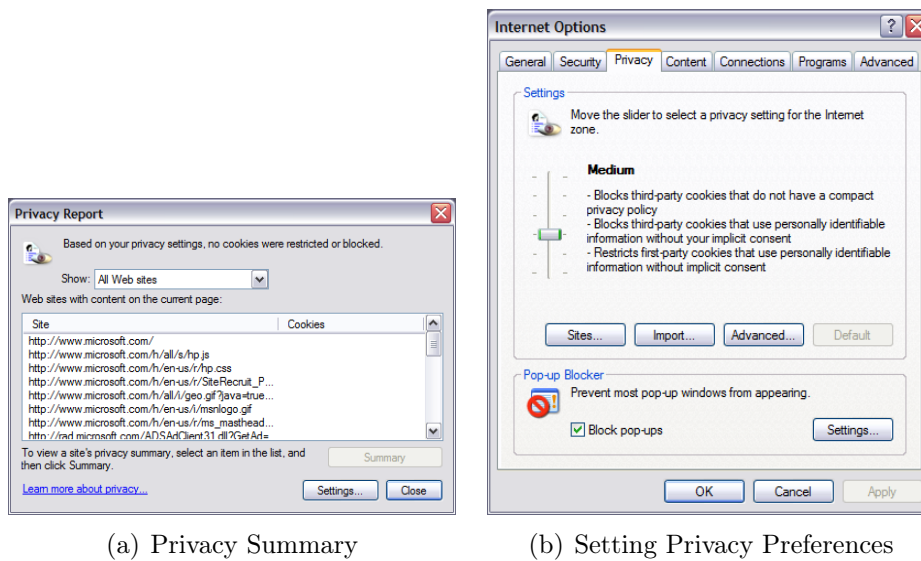 Privacy Report
Based on your privacy settings, no cookies were restricted or blocked.
Show: All Web sites
Web sites with content on the current page:
Site Cookies
http://www.microsoft.com/
http://www.microsoft.com/h/all/s/hp.js
http://www.microsoft.com/h/en-us/r/hp.css
http://www.microsoft.com/h/en-us/r/SiteRecruit_P...
http://www.microsoft.com/h/all/i/geo.gif?java=true...
http://www.microsoft.com/h/en-us/i/msnlogo.gif
http://www.microsoft.com/h/en-us/r/ms_masthead...
http://rad.microsoft.com/ADSAdClient31.dll?GetAd=
To view a site's privacy summary, select an item in the list, and
then click Summary.
Summary
Learn more about privacy...
Settings... Close
(a) Privacy Summary
Internet Options
General Security Privacy Content Connections Programs Advanced
Settings
Move the slider to select a privacy setting for the Internet
zone.
Medium
- Blocks third-party cookies that do not have a compact
privacy policy
- Blocks third-party cookies that use personally identifiable
information without your implicit consent
- Restricts first-party cookies that use personally identifiable
information without implicit consent
Sites... Import... Advanced... Default
Pop-up Blocker
Prevent most pop-up windows from appearing.
Block pop-ups
Settings...
OK Cancel Apply
(b) Setting Privacy Preferences